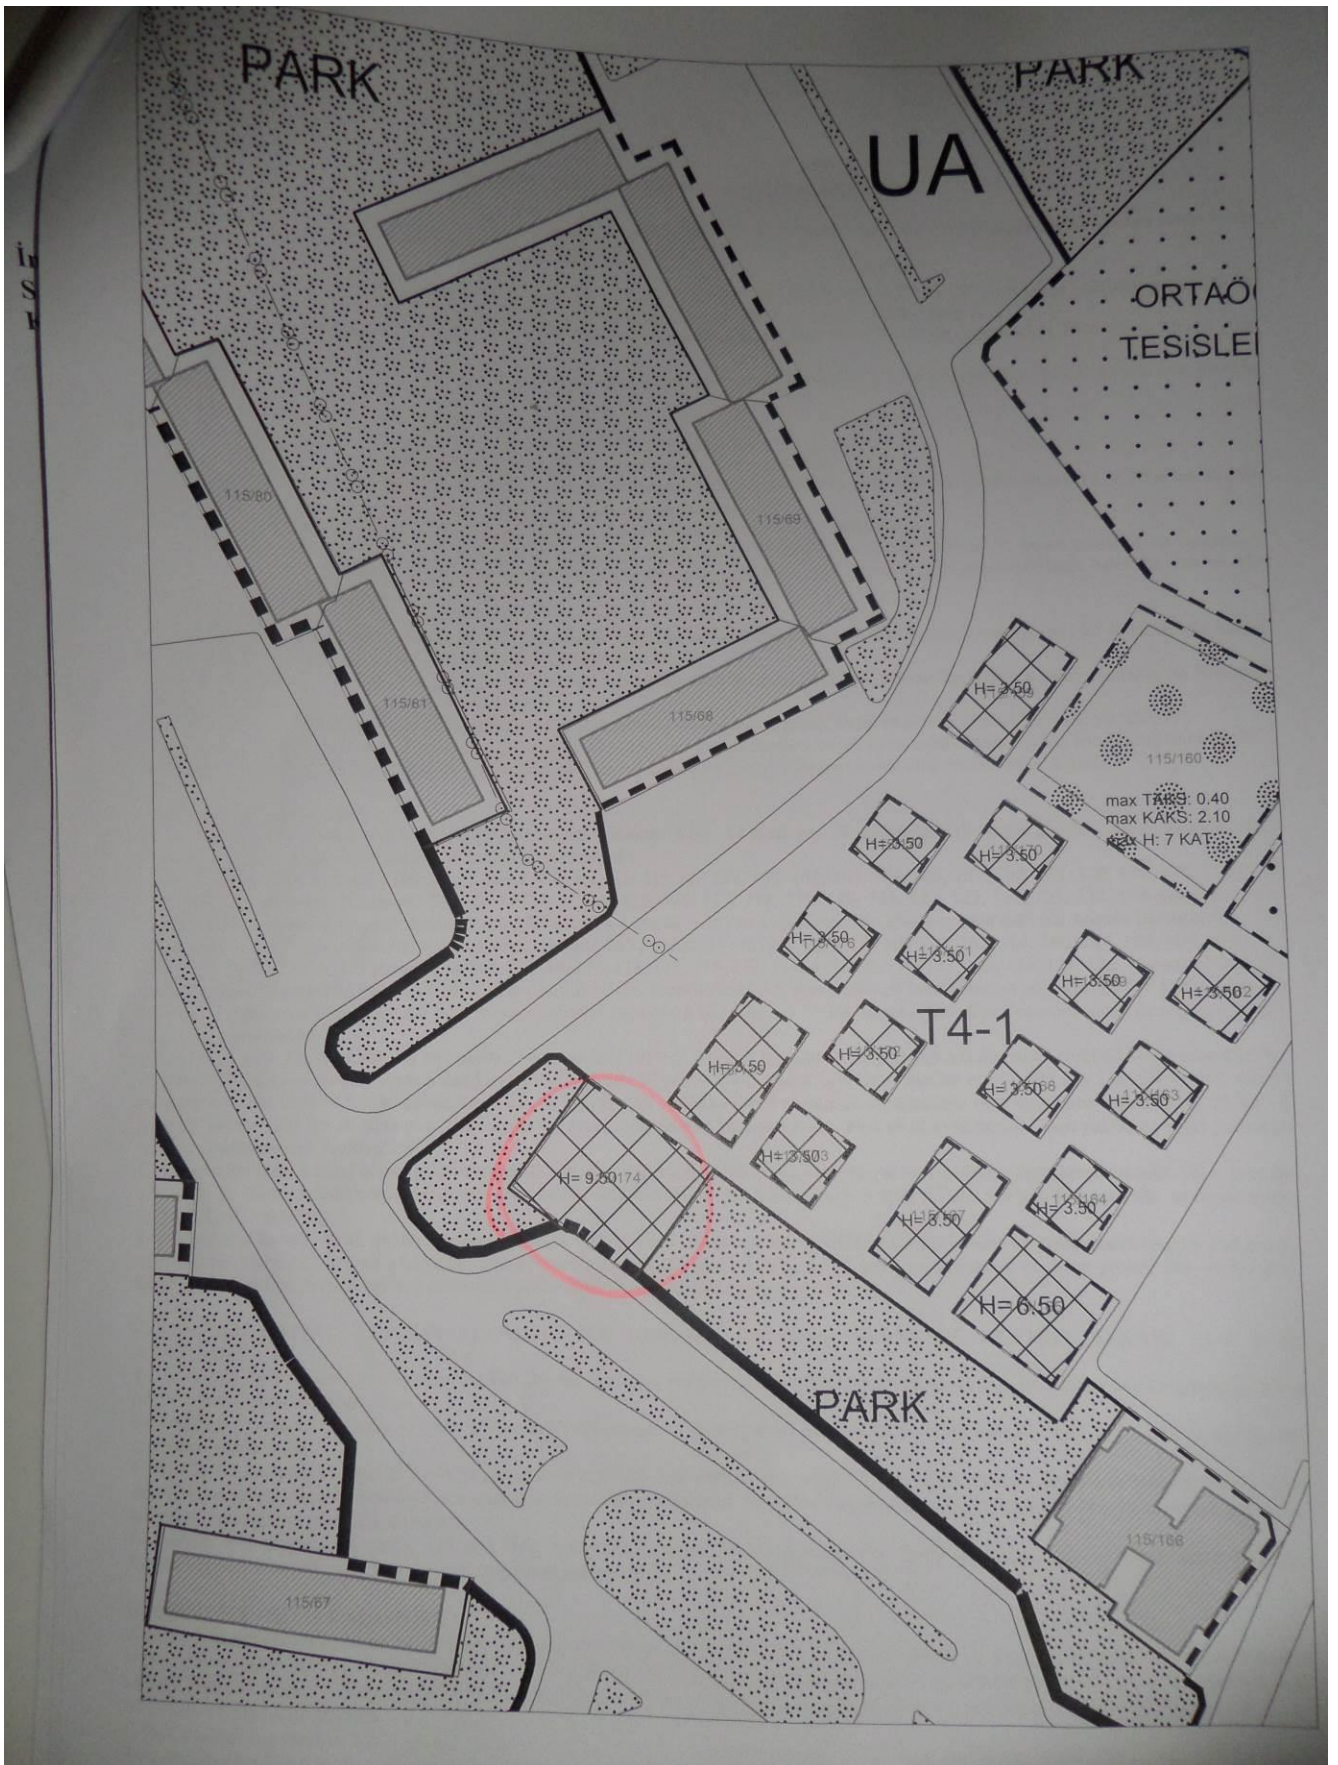 PARK
PARK
UA
ORTAÖ
TESİSLE
115/80
115/69
115/61
115/68
H= 3.50
115/160
max TAKS: 0.40
max KAKS: 2.10
max H: 7 KAT
H= 3.50
H= 3.50
H= 3.50
H= 3.50
H= 3.50
H= 3.50
T4-1
H= 3.50
H= 3.50
H= 3.50
H= 3.50
H= 3.50
H= 9.50
H= 3.50
H= 3.50
H= 3.50
H= 6.50
PARK
115/166
115/67